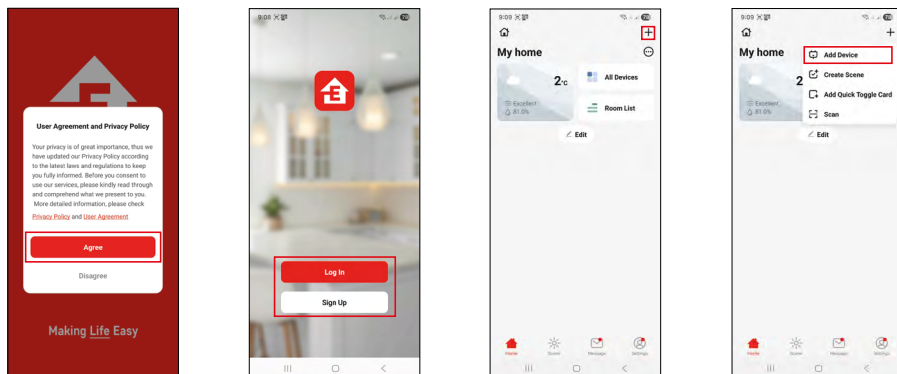 E
User Agreement and Privacy Policy
Your privacy is of great importance, thus we
have updated our Privacy Policy according
to the latest laws and regulations to keep
you fully informed. Before you consent to
use our services, please kindly read through
and comprehend what we present to you.
More detailed information, please check
Privacy Policy and User Agreement
Agree
Disagree
Making Life Easy
9:08
E
Log In
Sign Up
9:09
My home
2°C
All Devices
Excellent
81.0%
Room List
Edit
Home
Scene
Message
Settings
9:09
My home
Add Device
2
Create Scene
Add Quick Toggle Card
Excellent
81.0%
Scan
Edit
Home
Scene
Message
Settings